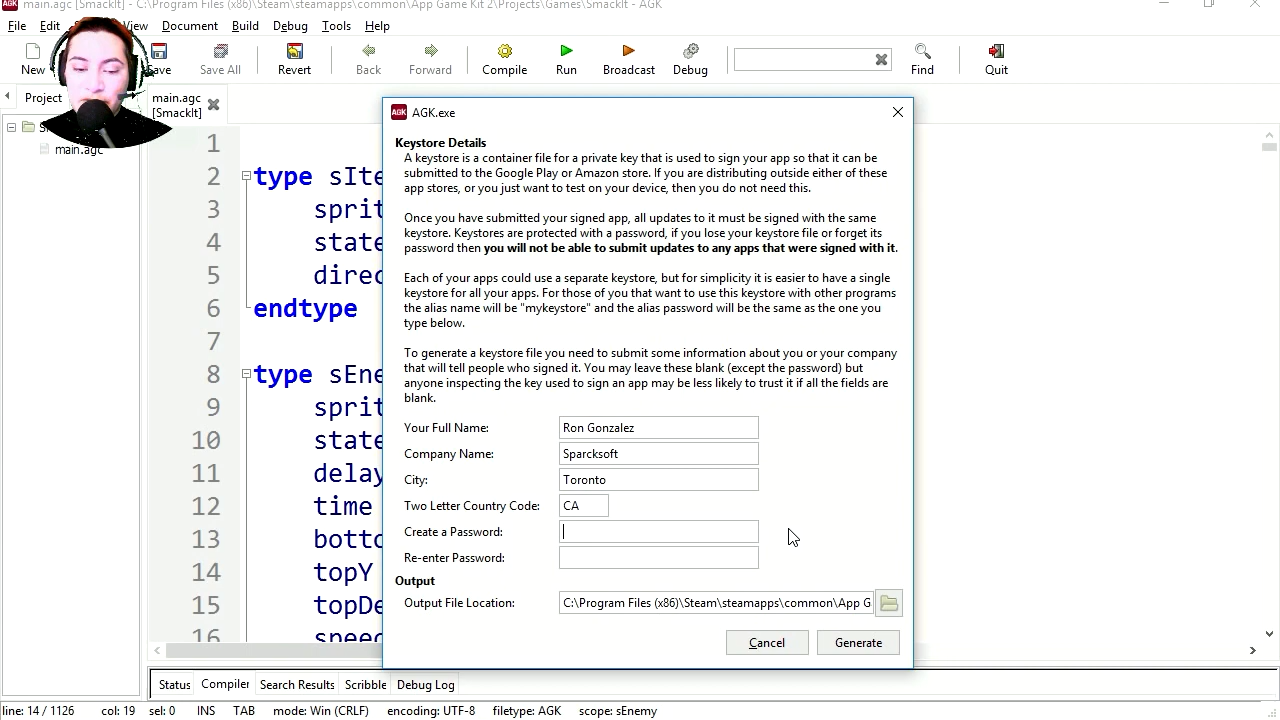 main.agc [SmackIt] - C:\Program Files (x86)\Steam\steamapps\common\App Game Kit 2\Projects\Games\SmackIt - AGK
File Edit View Document Build Debug Tools Help
New Save All Revert Back Forward Compile Run Broadcast Debug Find Quit
Project
main.agc
main.agc
[SmackIt]
1
2 type sIte
3 sprit
4 state
5 direc
6 endtype
7
8 type sEne
9 sprit
10 state
11 delay
12 time
13 botto
14 topY
15 topDe
16 speed
AGK AGK.exe
Keystore Details
A keystore is a container file for a private key that is used to sign your app so that it can be
submitted to the Google Play or Amazon store. If you are distributing outside either of these
app stores, or you just want to test on your device, then you do not need this.
Once you have submitted your signed app, all updates to it must be signed with the same
keystore. Keystores are protected with a password, if you lose your keystore file or forget its
password then you will not be able to submit updates to any apps that were signed with it.
Each of your apps could use a separate keystore, but for simplicity it is easier to have a single
keystore for all your apps. For those of you that want to use this keystore with other programs
the alias name will be "mykeystore" and the alias password will be the same as the one you
type below.
To generate a keystore file you need to submit some information about you or your company
that will tell people who signed it. You may leave these blank (except the password) but
anyone inspecting the key used to sign an app may be less likely to trust it if all the fields are
blank.
Your Full Name: Ron Gonzalez
Company Name: Sparcksoft
City: Toronto
Two Letter Country Code: CA
Create a Password:
Re-enter Password:
Output
Output File Location: C:\Program Files (x86)\Steam\steamapps\common\App G
Cancel Generate
Status Compiler Search Results Scribble Debug Log
line: 14 / 1126 col: 19 sel: 0 INS TAB mode: Win (CRLF) encoding: UTF-8 filetype: AGK scope: sEnemy